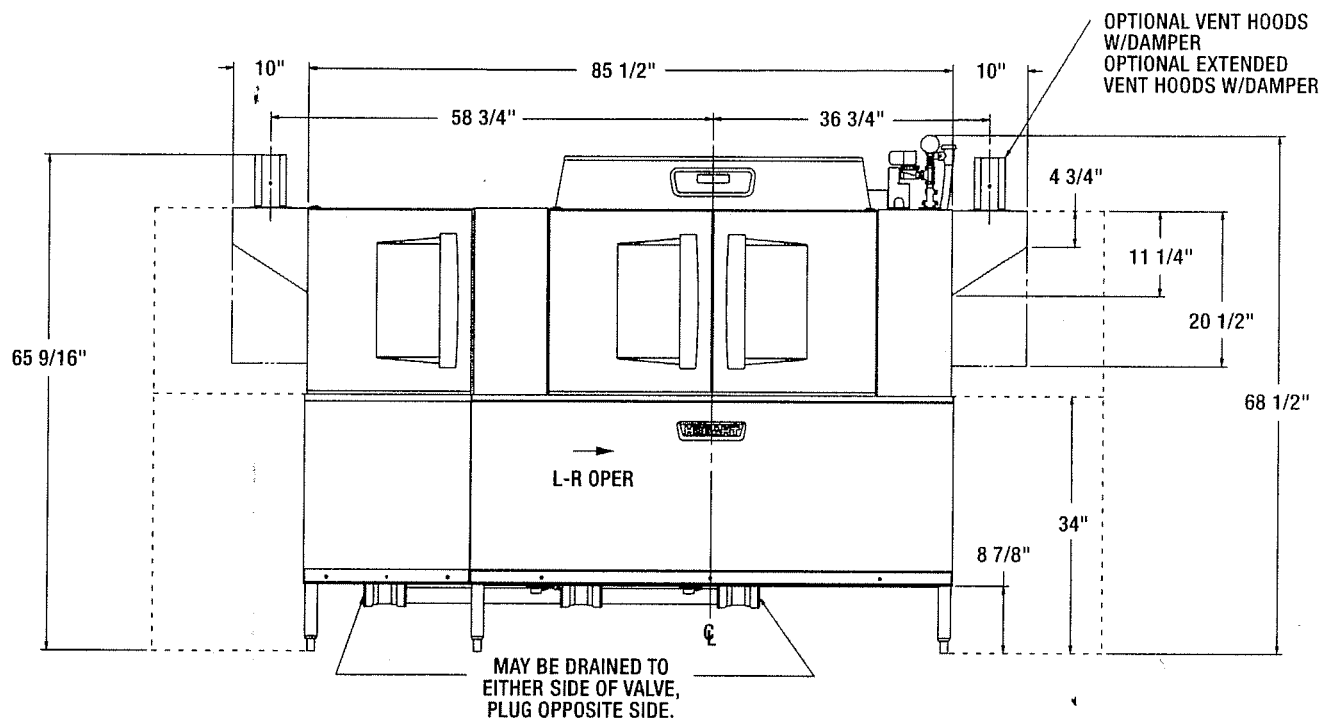 OPTIONAL VENT HOODS
W/DAMPER
OPTIONAL EXTENDED
VENT HOODS W/DAMPER
10"
85 1/2"
10"
58 3/4"
36 3/4"
4 3/4"
11 1/4"
20 1/2"
65 9/16"
68 1/2"
HOBART
L-R OPER
34"
8 7/8"
℄
MAY BE DRAINED TO
EITHER SIDE OF VALVE,
PLUG OPPOSITE SIDE.